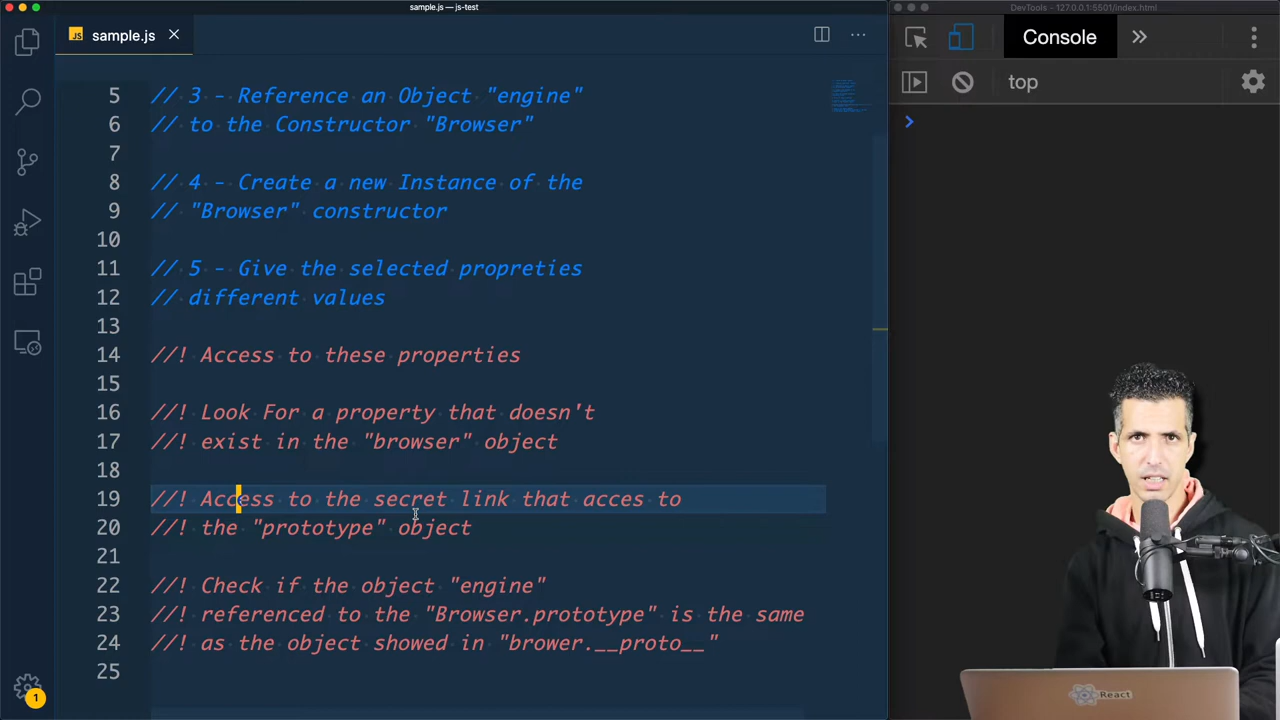 sample.js — js-test
DevTools - 127.0.0.1:5501/index.html
JS sample.js
Console
top
5 // 3 - Reference an Object "engine"
6 // to the Constructor "Browser"
7
8 // 4 - Create a new Instance of the
9 // "Browser" constructor
10
11 // 5 - Give the selected propreties
12 // different values
13
14 //! Access to these properties
15
16 //! Look For a property that doesn't
17 //! exist in the "browser" object
18
19 //! Access to the secret link that acces to
20 //! the "prototype" object
21
22 //! Check if the object "engine"
23 //! referenced to the "Browser.prototype" is the same
24 //! as the object showed in "brower.__proto__"
25
1
React